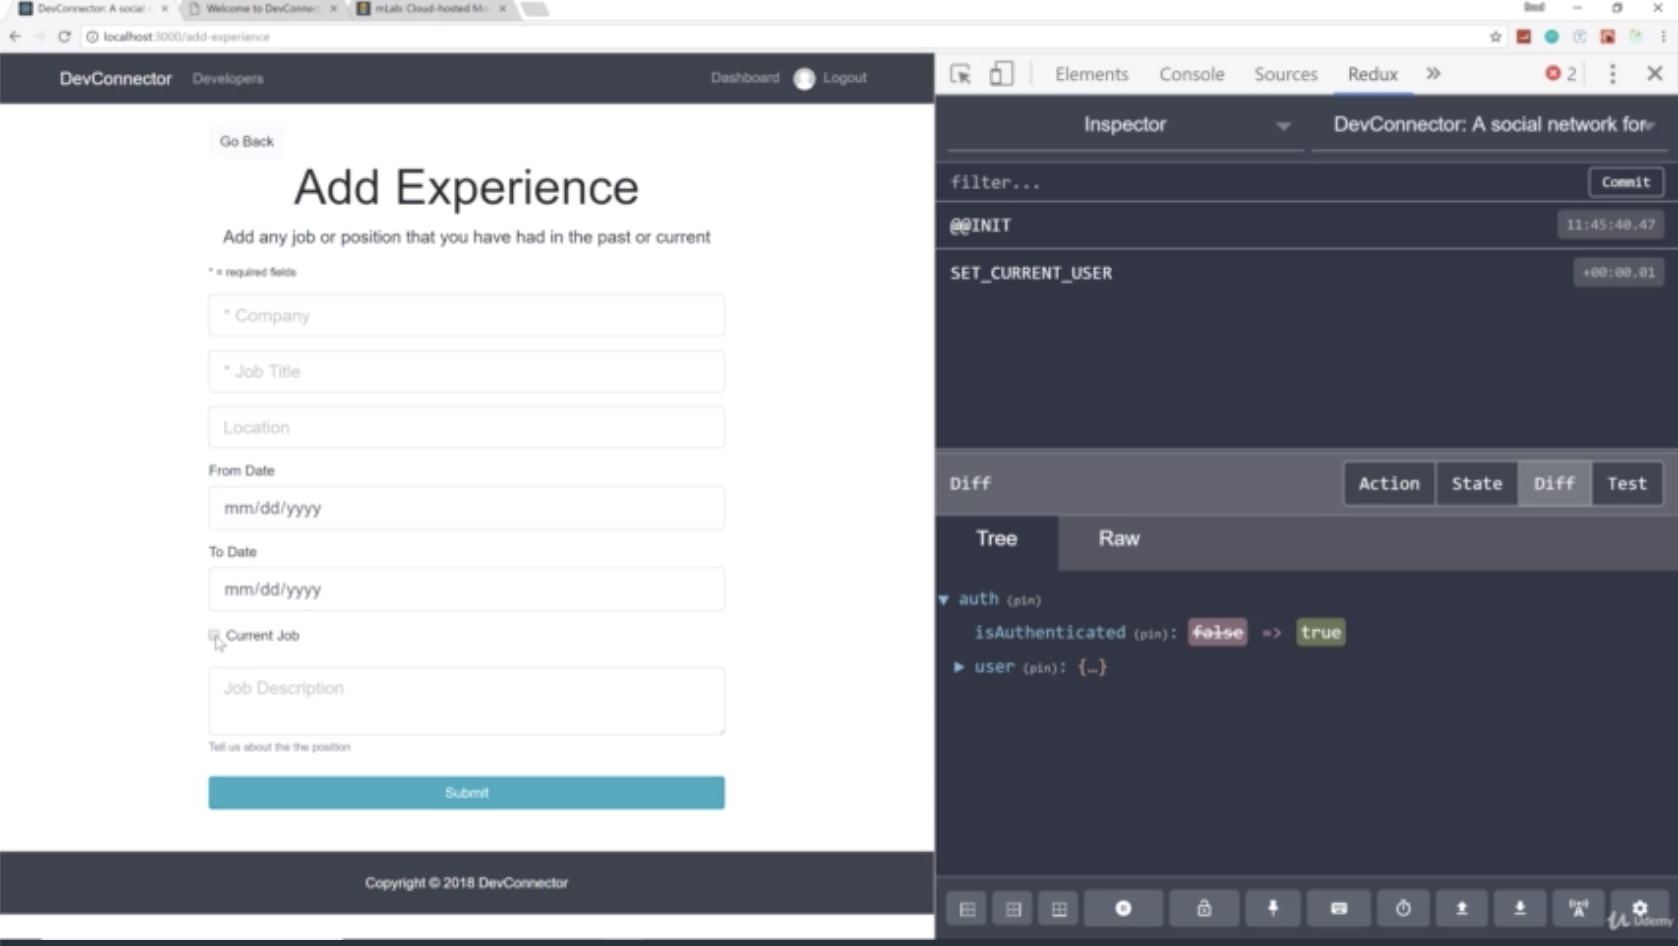 DevConnector: A social
Welcome to DevConnect
mLab: Cloud-hosted Mo
localhost:3000/add-experience
DevConnector
Developers
Dashboard
Logout
Go Back
Add Experience
Add any job or position that you have had in the past or current
* = required fields
* Company
* Job Title
Location
From Date
mm/dd/yyyy
To Date
mm/dd/yyyy
Current Job
Job Description
Tell us about the the position
Submit
Copyright © 2018 DevConnector
Elements Console Sources Redux » 2
Inspector
DevConnector: A social network for
filter...
Commit
@@INIT
11:45:40.47
SET_CURRENT_USER
+00:00.01
Diff
Action State Diff Test
Tree Raw
auth (pin)
isAuthenticated (pin): false => true
user (pin): {…}
Udemy